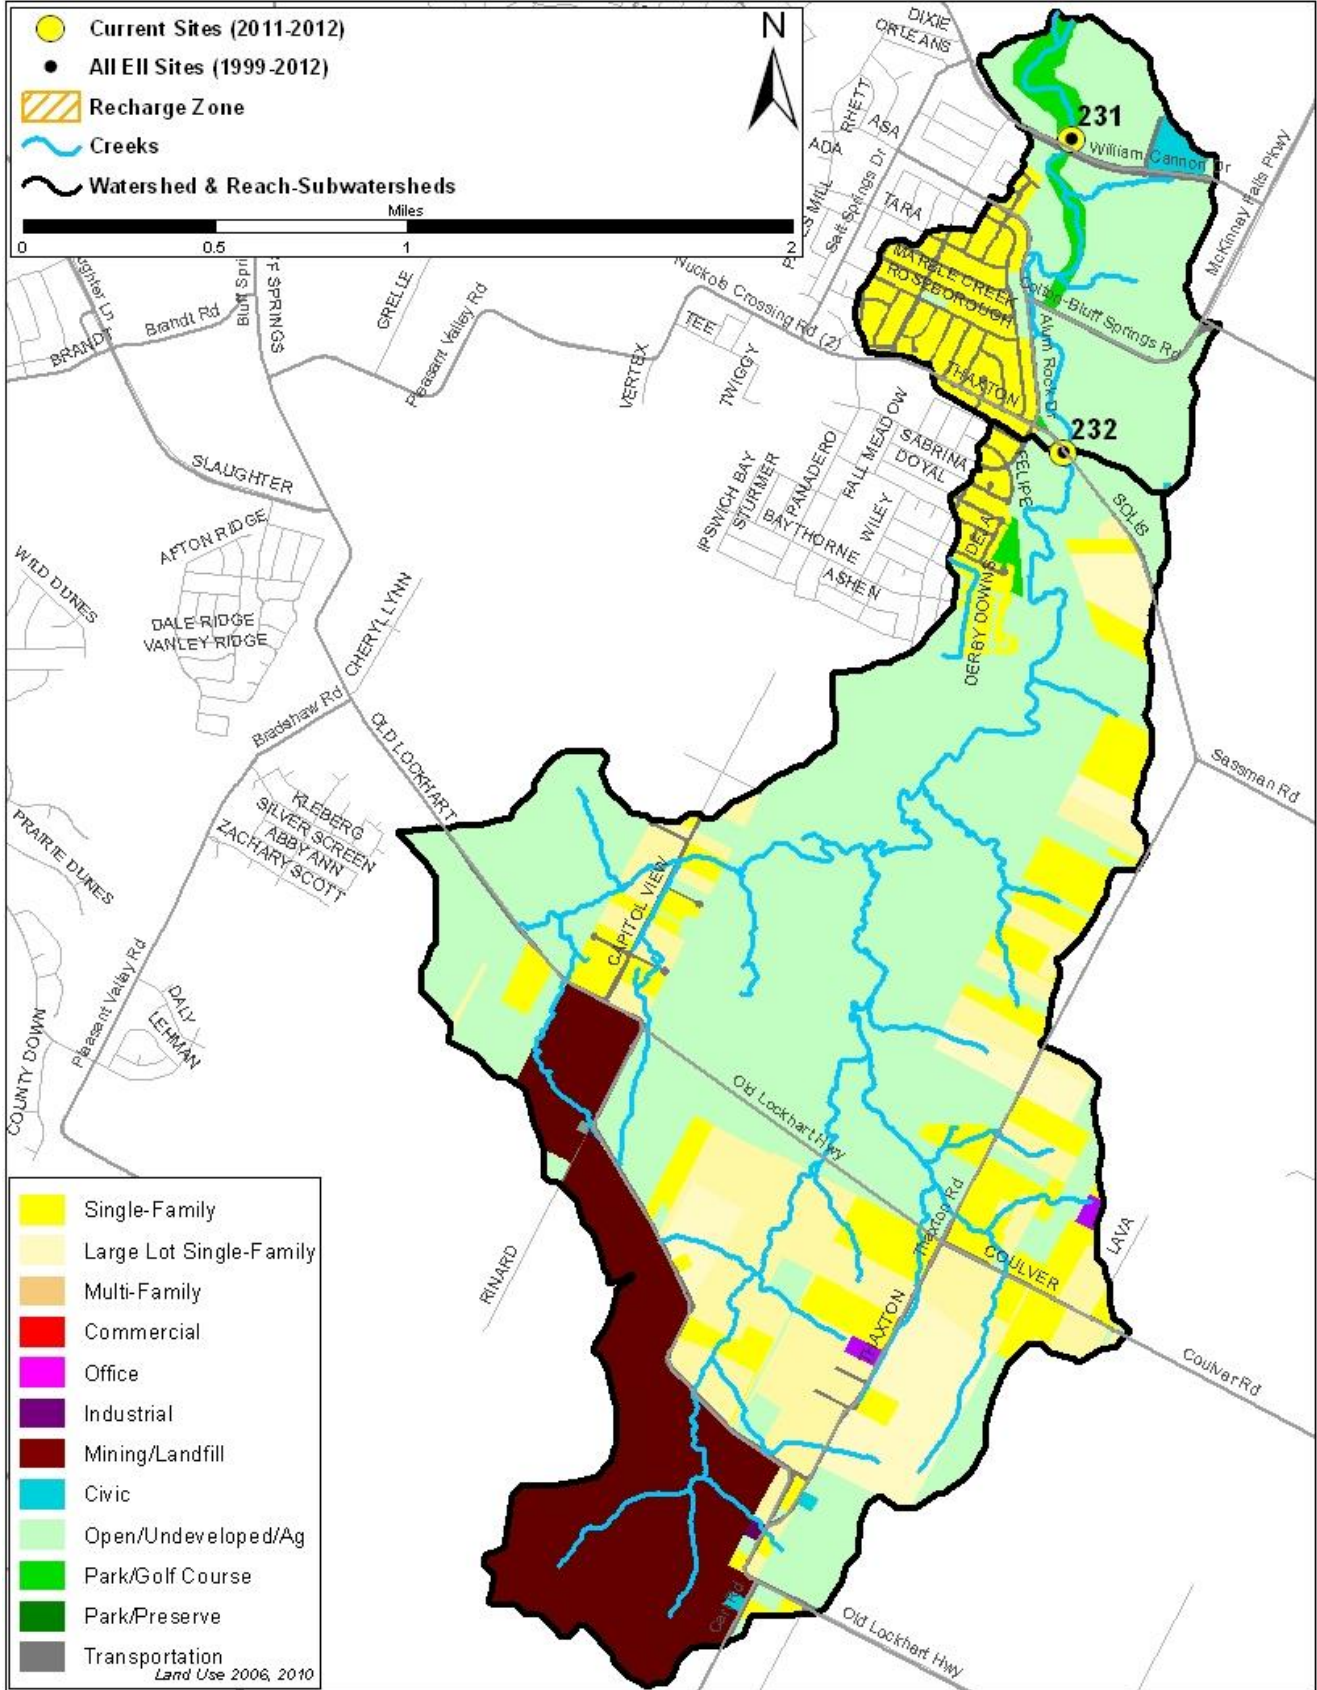 Current Sites (2011-2012)
All EII Sites (1999-2012)
Recharge Zone
Creeks
Watershed & Reach-Subwatersheds
Miles
0 0.5 1 2
N
DIXIE
ORLEANS
RHETT
ASA
ADA
Salt Springs Dr
TARA
231
William Cannon Dr
McKinney Falls Pkwy
MARBLE CREEK
ROSEBOROUGH
Colton-Bluff Springs Rd
Alum Rock Dr
THAXTON
Nuckols Crossing Rd (2)
TEE
TWIGGY
VERTEX
Pleasant Valley Rd
GRELLE
Brandt Rd
BRANDT
232
FELIPE
SOLIS
FALL MEADOW
SABRINA
DOYAL
PANADERO
STURMER
IPSWICH BAY
BAYTHORNE
WILEY
ASHEN
IDELA
DERBY DOWNS
SLAUGHTER
AFTON RIDGE
WILD DUNES
DALE RIDGE
VANLEY RIDGE
CHERYL LYNN
Bradshaw Rd
OLD LOCKHART
Sassman Rd
KLEBERG
SILVER SCREEN
ABBY ANN
ZACHARY SCOTT
PRAIRIE DUNES
CAPITOL VIEW
Pleasant Valley Rd
DALY
LEHMAN
COUNTY DOWN
Old Lockhart Hwy
Thaxton Rd
LAVA
COULVER
RINARD
THAXTON
Coulver Rd
Carl Rd
Old Lockhart Hwy
Single-Family
Large Lot Single-Family
Multi-Family
Commercial
Office
Industrial
Mining/Landfill
Civic
Open/Undeveloped/Ag
Park/Golf Course
Park/Preserve
Transportation
Land Use 2006, 2010